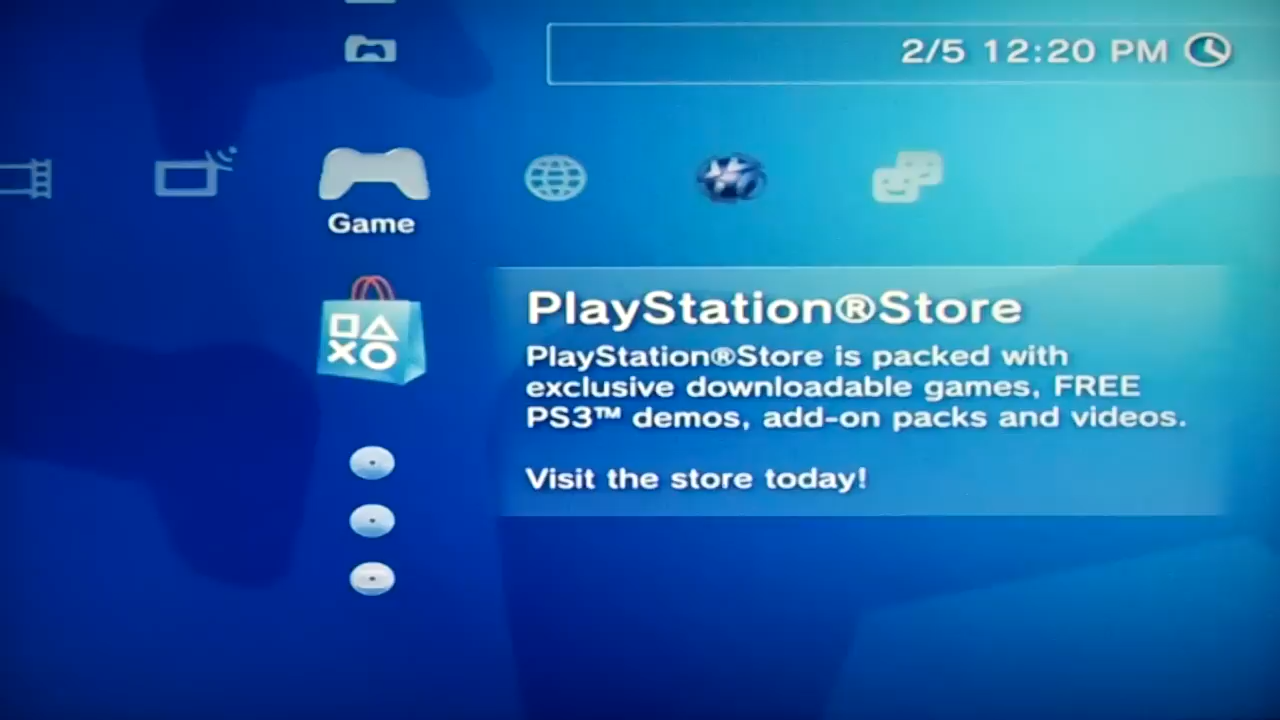 2/5 12:20 PM
Game
PlayStation®Store
PlayStation®Store is packed with
exclusive downloadable games, FREE
PS3™ demos, add-on packs and videos.
Visit the store today!